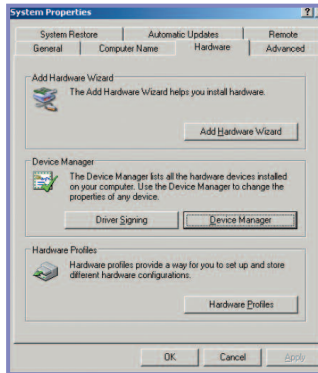 System Properties
System Restore Automatic Updates Remote
General Computer Name Hardware Advanced
Add Hardware Wizard
The Add Hardware Wizard helps you install hardware.
Add Hardware Wizard
Device Manager
The Device Manager lists all the hardware devices installed
on your computer. Use the Device Manager to change the
properties of any device.
Driver Signing Device Manager
Hardware Profiles
Hardware profiles provide a way for you to set up and store
different hardware configurations.
Hardware Profiles
OK Cancel Apply